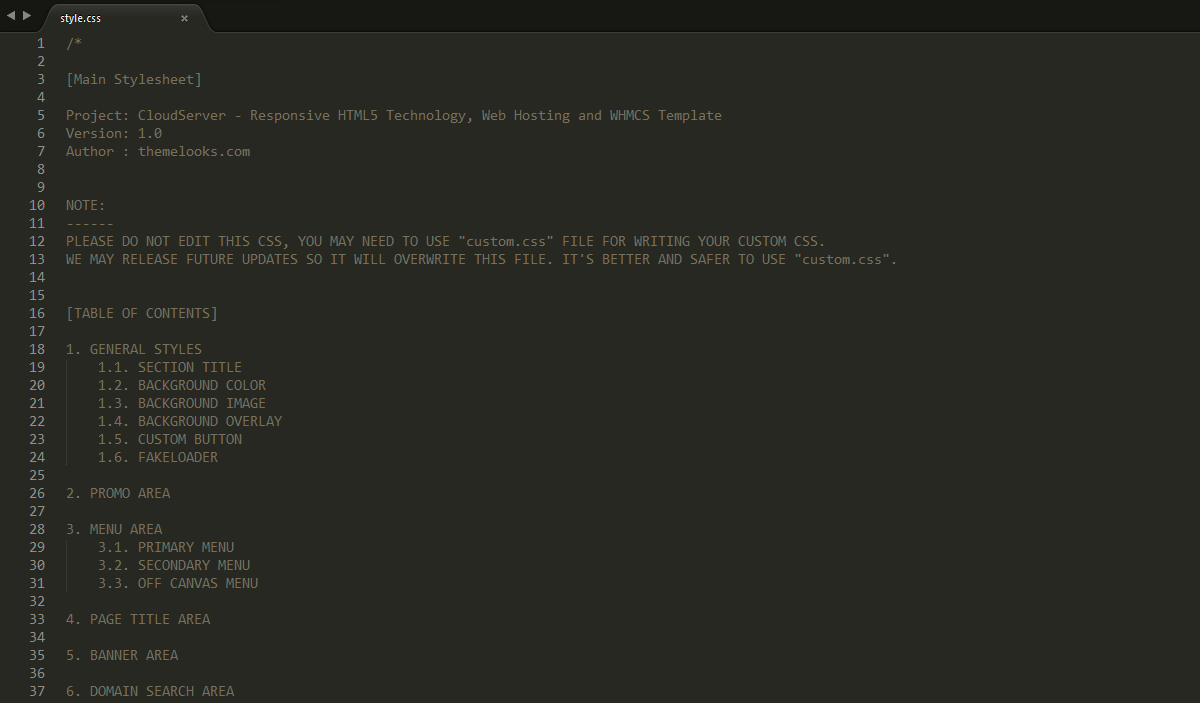 style.css ×
1 /*
2
3 [Main Stylesheet]
4
5 Project: CloudServer - Responsive HTML5 Technology, Web Hosting and WHMCS Template
6 Version: 1.0
7 Author : themelooks.com
8
9
10 NOTE:
11 ------
12 PLEASE DO NOT EDIT THIS CSS, YOU MAY NEED TO USE "custom.css" FILE FOR WRITING YOUR CUSTOM CSS.
13 WE MAY RELEASE FUTURE UPDATES SO IT WILL OVERWRITE THIS FILE. IT'S BETTER AND SAFER TO USE "custom.css".
14
15
16 [TABLE OF CONTENTS]
17
18 1. GENERAL STYLES
19 1.1. SECTION TITLE
20 1.2. BACKGROUND COLOR
21 1.3. BACKGROUND IMAGE
22 1.4. BACKGROUND OVERLAY
23 1.5. CUSTOM BUTTON
24 1.6. FAKELOADER
25
26 2. PROMO AREA
27
28 3. MENU AREA
29 3.1. PRIMARY MENU
30 3.2. SECONDARY MENU
31 3.3. OFF CANVAS MENU
32
33 4. PAGE TITLE AREA
34
35 5. BANNER AREA
36
37 6. DOMAIN SEARCH AREA